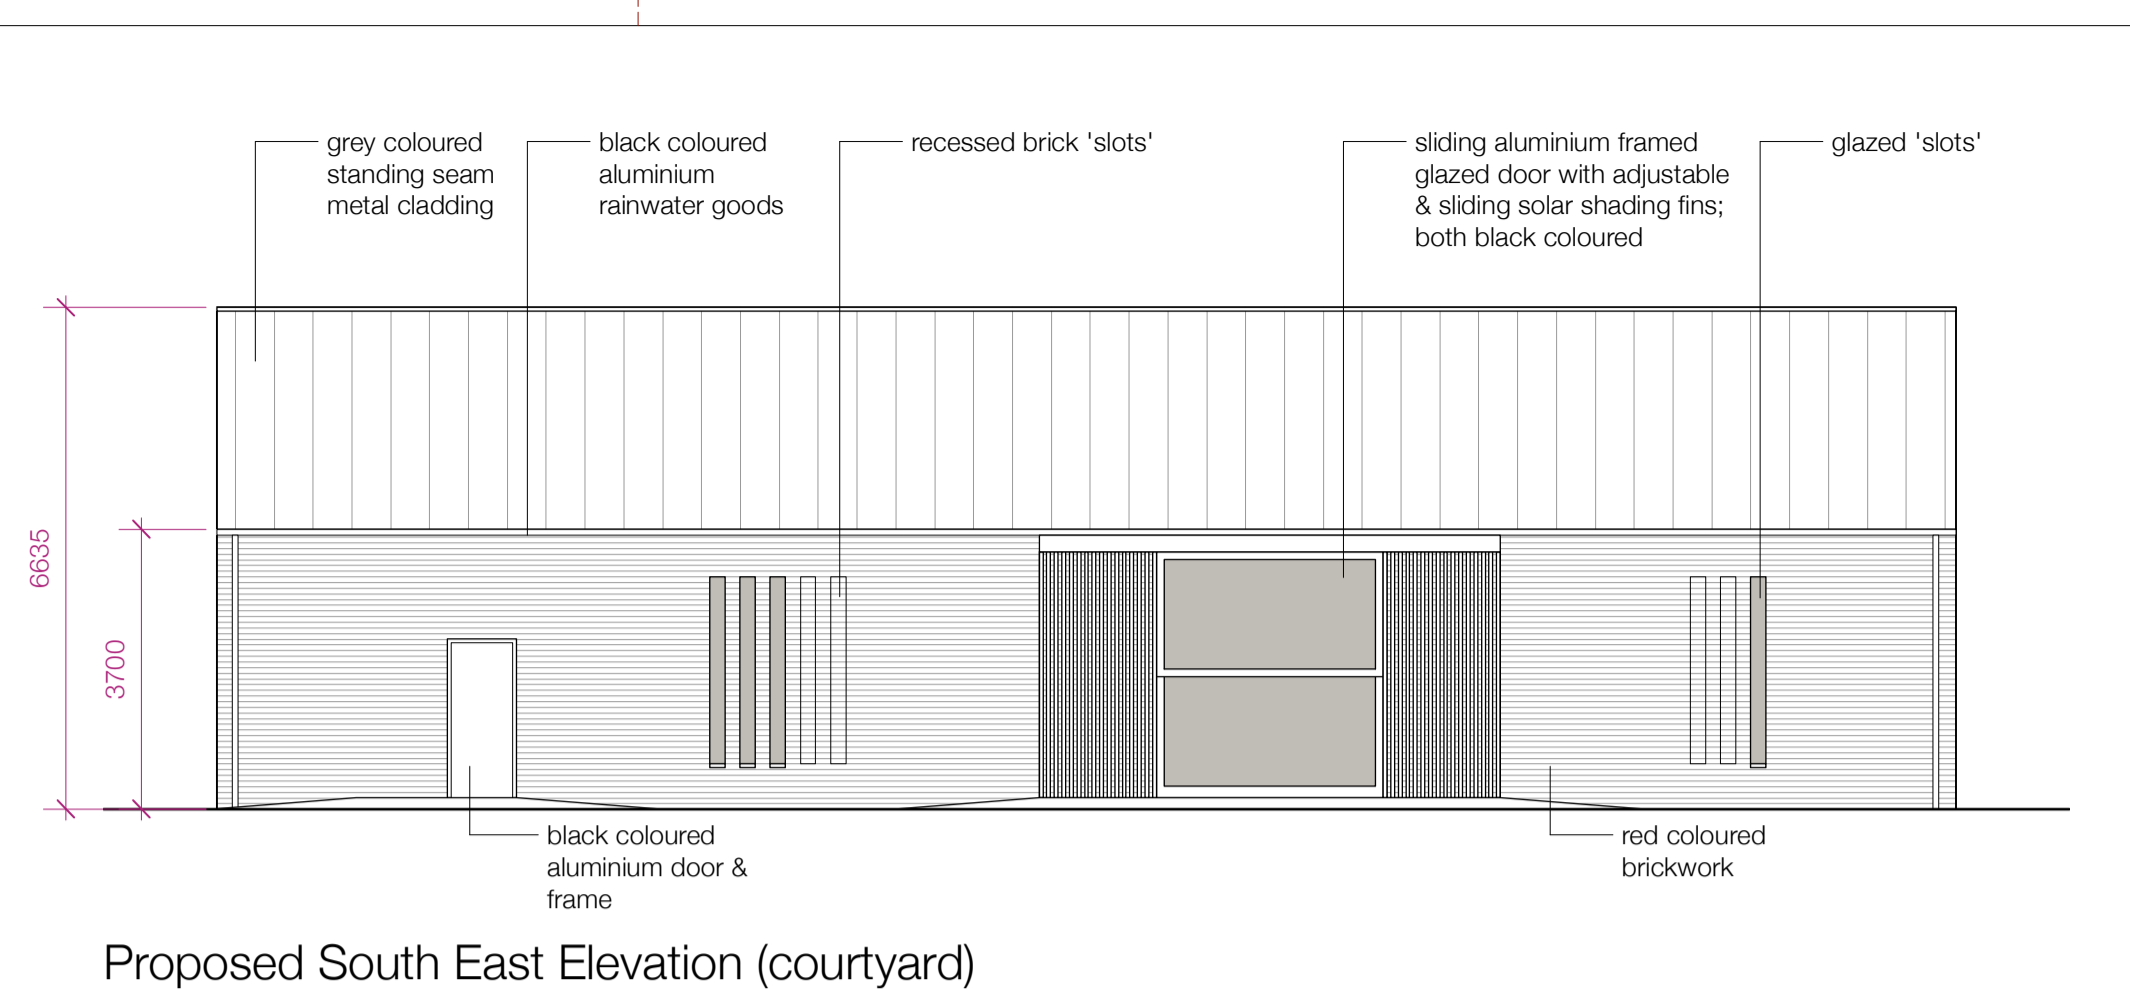 grey coloured
standing seam
metal cladding
black coloured
aluminium
rainwater goods
recessed brick 'slots'
sliding aluminium framed
glazed door with adjustable
& sliding solar shading fins;
both black coloured
glazed 'slots'
6635
3700
black coloured
aluminium door &
frame
red coloured
brickwork
Proposed South East Elevation (courtyard)